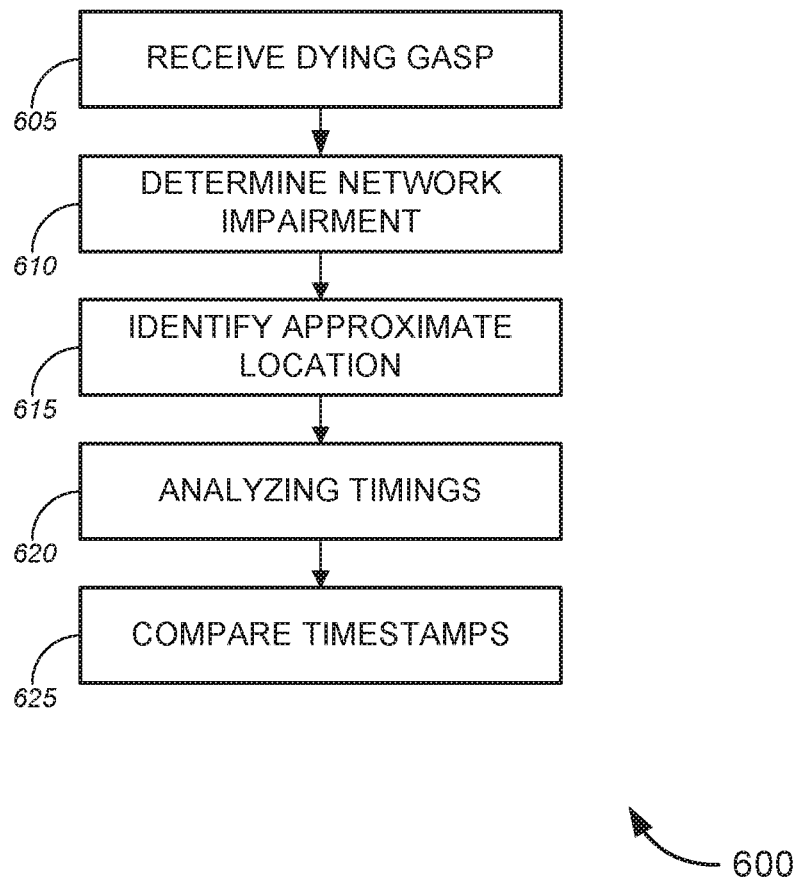 RECEIVE DYING GASP
605
DETERMINE NETWORK
IMPAIRMENT
610
IDENTIFY APPROXIMATE
LOCATION
615
ANALYZING TIMINGS
620
COMPARE TIMESTAMPS
625
600